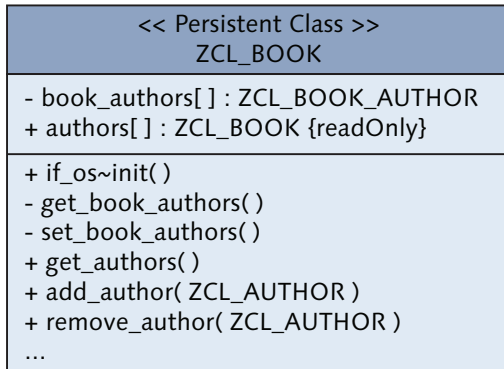 << Persistent Class >>
ZCL_BOOK
- book_authors[ ] : ZCL_BOOK_AUTHOR
+ authors[ ] : ZCL_BOOK {readOnly}
+ if_os~init( )
- get_book_authors( )
- set_book_authors( )
+ get_authors( )
+ add_author( ZCL_AUTHOR )
+ remove_author( ZCL_AUTHOR )
...